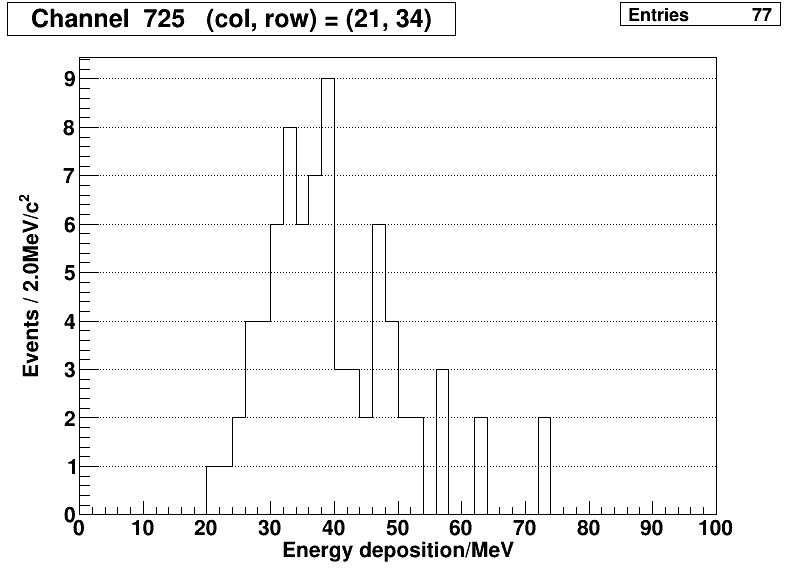 Channel 725 (col, row) = (21, 34)
Entries 77
Events / 2.0MeV/c²
9
8
7
6
5
4
3
2
1
0
0 10 20 30 40 50 60 70 80 90 100
Energy deposition/MeV